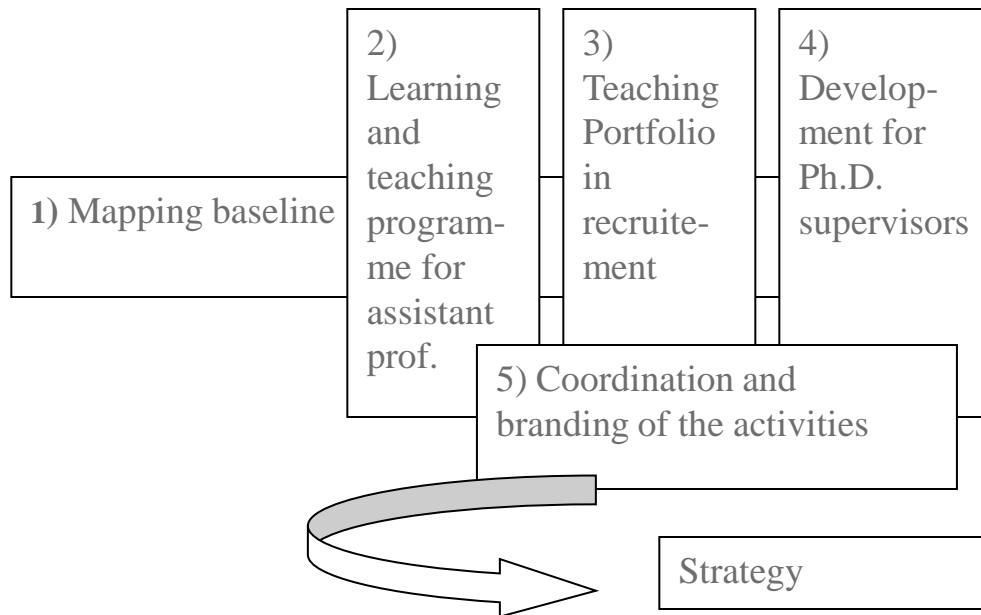 1) Mapping baseline
2)
Learning
and
teaching
program-
me for
assistant
prof.
3)
Teaching
Portfolio
in
recruite-
ment
4)
Develop-
ment for
Ph.D.
supervisors
5) Coordination and
branding of the activities
Strategy